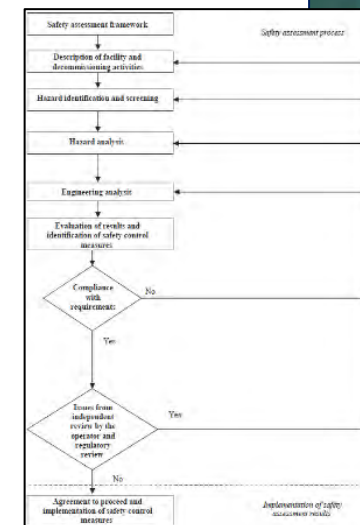 Safety assessment framework
Safety assessment process
Description of facility and
decommissioning activities
Hazard identification and screening
Hazard analysis
Engineering analysis
Evaluation of results and
identification of safety control
measures
Compliance
with
requirements
No
Yes
Issues from
independent
review by the
operator and
regulatory
review
Yes
No
Agreement to proceed and
implementation of safety control
measures
Implementation of safety
assessment results